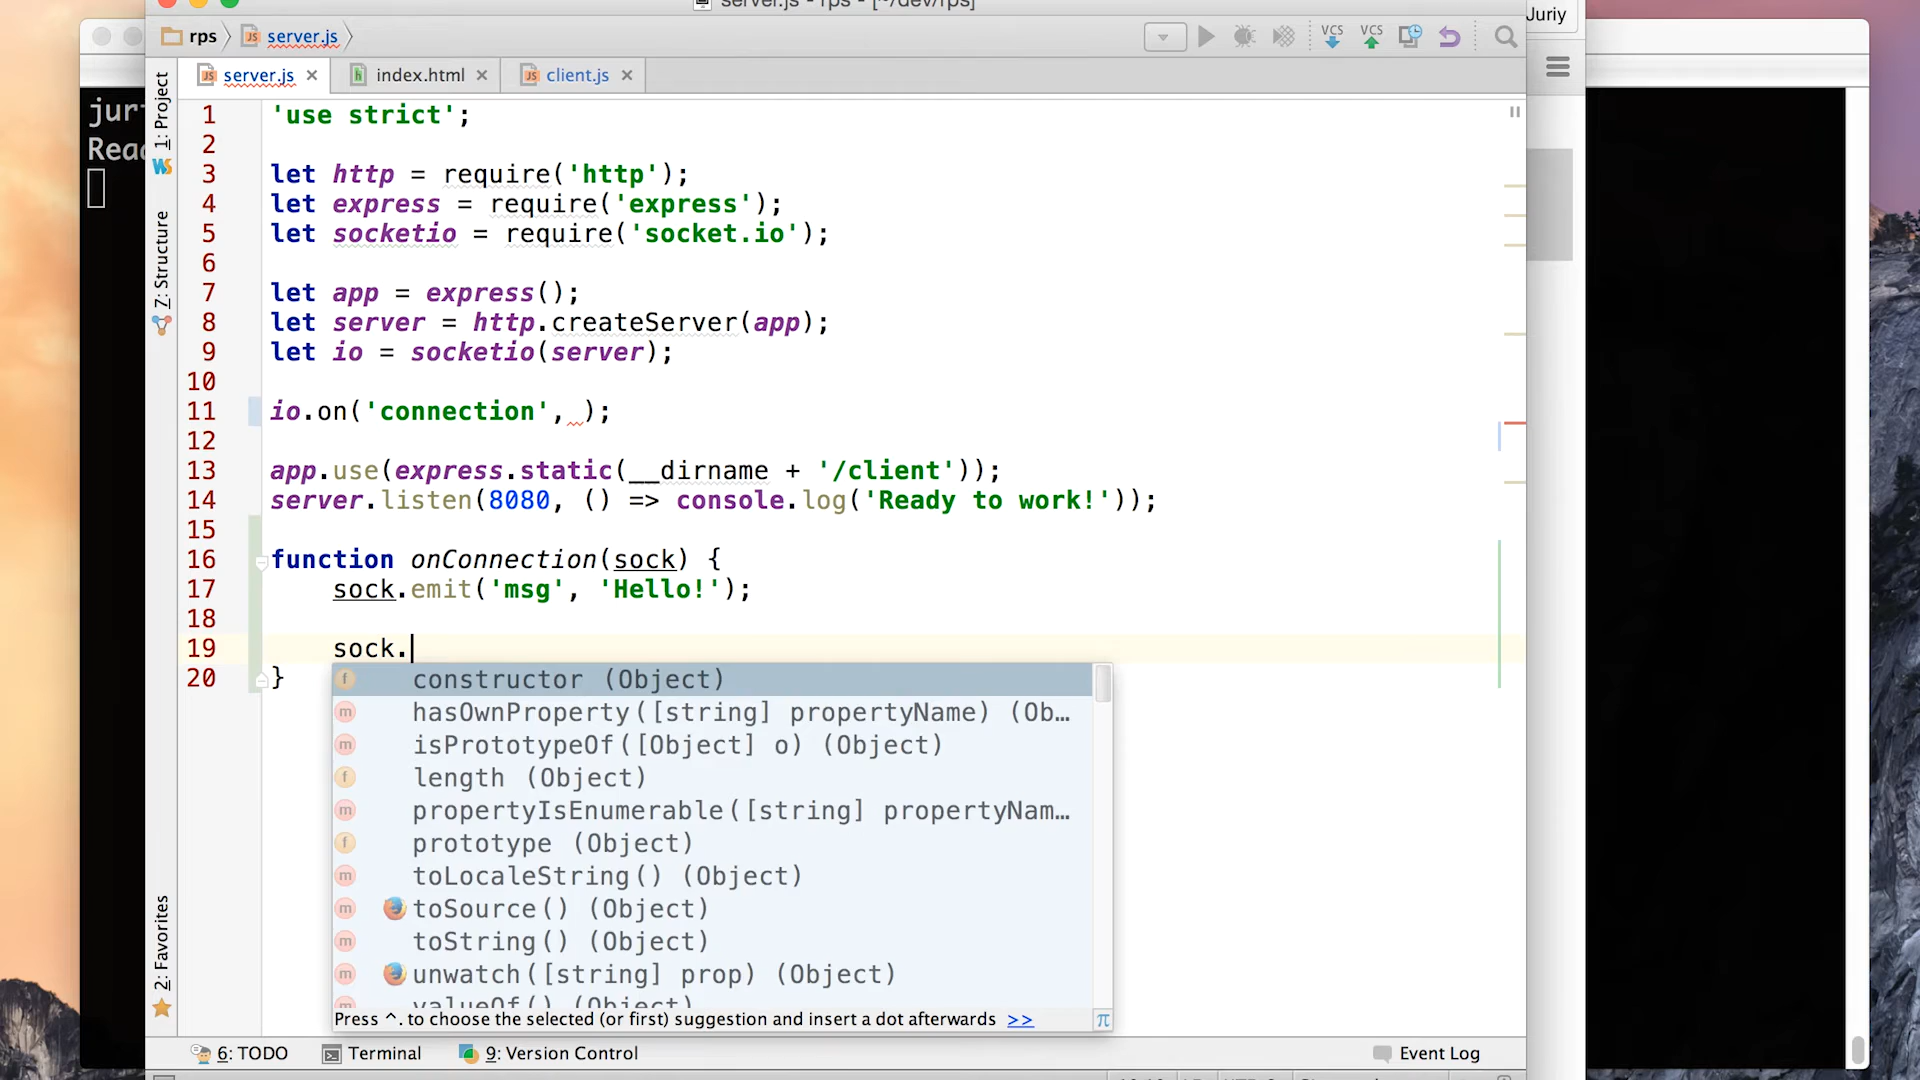 server.js - rps - [~/dev/rps]
Juriy
rps
server.js
server.js
index.html
client.js
1: Project
7: Structure
2: Favorites
1 'use strict';
2
3 let http = require('http');
4 let express = require('express');
5 let socketio = require('socket.io');
6
7 let app = express();
8 let server = http.createServer(app);
9 let io = socketio(server);
10
11 io.on('connection', );
12
13 app.use(express.static(__dirname + '/client'));
14 server.listen(8080, () => console.log('Ready to work!'));
15
16 function onConnection(sock) {
17 sock.emit('msg', 'Hello!');
18
19 sock.
20 }
constructor (Object)
hasOwnProperty([string] propertyName) (Ob…
isPrototypeOf([Object] o) (Object)
length (Object)
propertyIsEnumerable([string] propertyNam…
prototype (Object)
toLocaleString() (Object)
toSource() (Object)
toString() (Object)
unwatch([string] prop) (Object)
valueOf() (Object)
Press ^. to choose the selected (or first) suggestion and insert a dot afterwards >>
π
6: TODO
Terminal
9: Version Control
Event Log
VCS
VCS